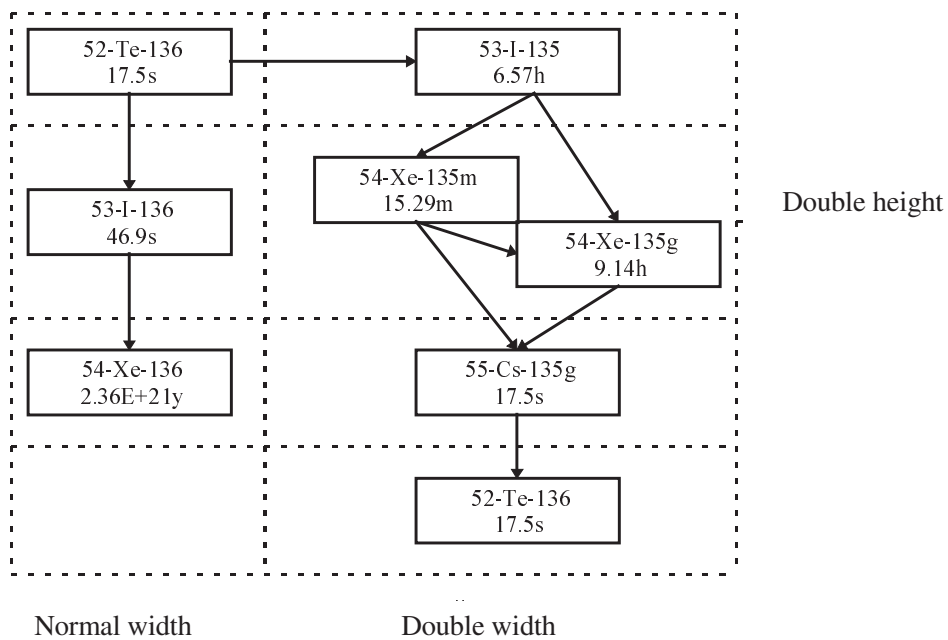 52-Te-136
17.5s
53-I-135
6.57h
54-Xe-135m
15.29m
Double height
53-I-136
46.9s
54-Xe-135g
9.14h
54-Xe-136
2.36E+21y
55-Cs-135g
17.5s
52-Te-136
17.5s
..
Normal width
Double width